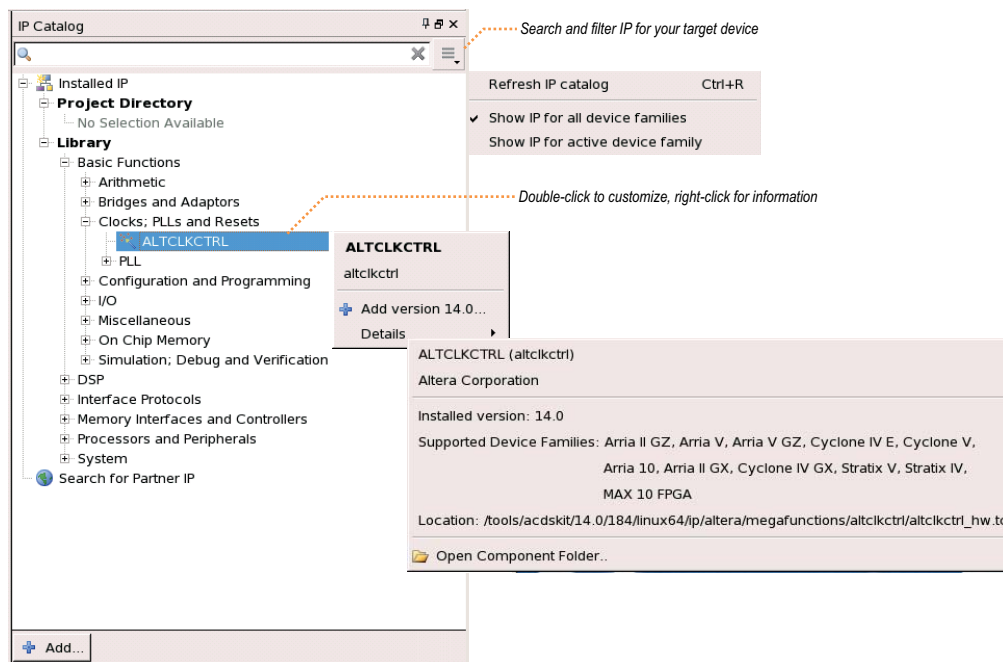 IP Catalog
Search and filter IP for your target device
Installed IP
Project Directory
No Selection Available
Library
Basic Functions
Arithmetic
Bridges and Adaptors
Clocks; PLLs and Resets
ALTCLKCTRL
PLL
Configuration and Programming
I/O
Miscellaneous
On Chip Memory
Simulation; Debug and Verification
DSP
Interface Protocols
Memory Interfaces and Controllers
Processors and Peripherals
System
Search for Partner IP
Add...
Refresh IP catalog Ctrl+R
Show IP for all device families
Show IP for active device family
Double-click to customize, right-click for information
ALTCLKCTRL
altclkctrl
Add version 14.0...
Details
ALTCLKCTRL (altclkctrl)
Altera Corporation
Installed version: 14.0
Supported Device Families: Arria II GZ, Arria V, Arria V GZ, Cyclone IV E, Cyclone V,
Arria 10, Arria II GX, Cyclone IV GX, Stratix V, Stratix IV,
MAX 10 FPGA
Location: /tools/acdskit/14.0/184/linux64/ip/altera/megafunctions/altclkctrl/altclkctrl_hw.tc
Open Component Folder..